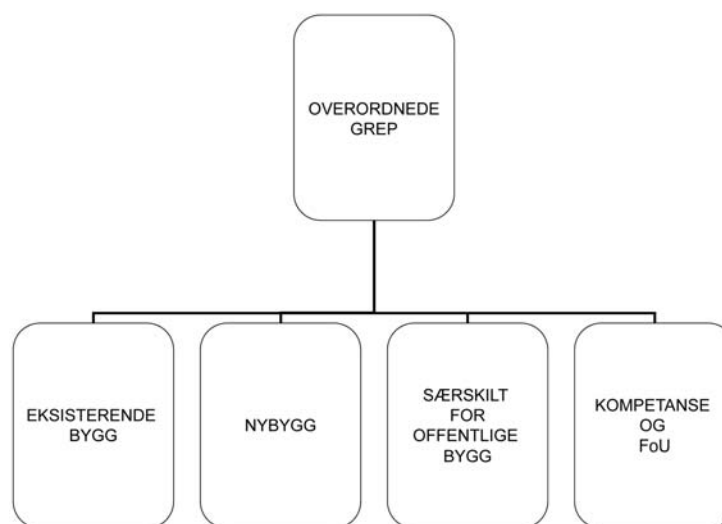 OVERORDNEDE
GREP
EKSISTERENDE
BYGG
NYBYGG
SÆRSKILT
FOR
OFFENTLIGE
BYGG
KOMPETANSE
OG
FoU